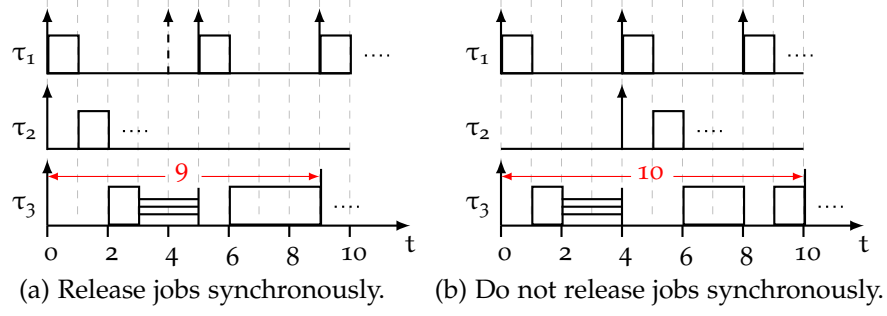 τ₁ .... τ₁ ....
τ₂ .... τ₂ ....
9 10
τ₃ .... τ₃ ....
0 2 4 6 8 10 t 0 2 4 6 8 10 t
(a) Release jobs synchronously. (b) Do not release jobs synchronously.